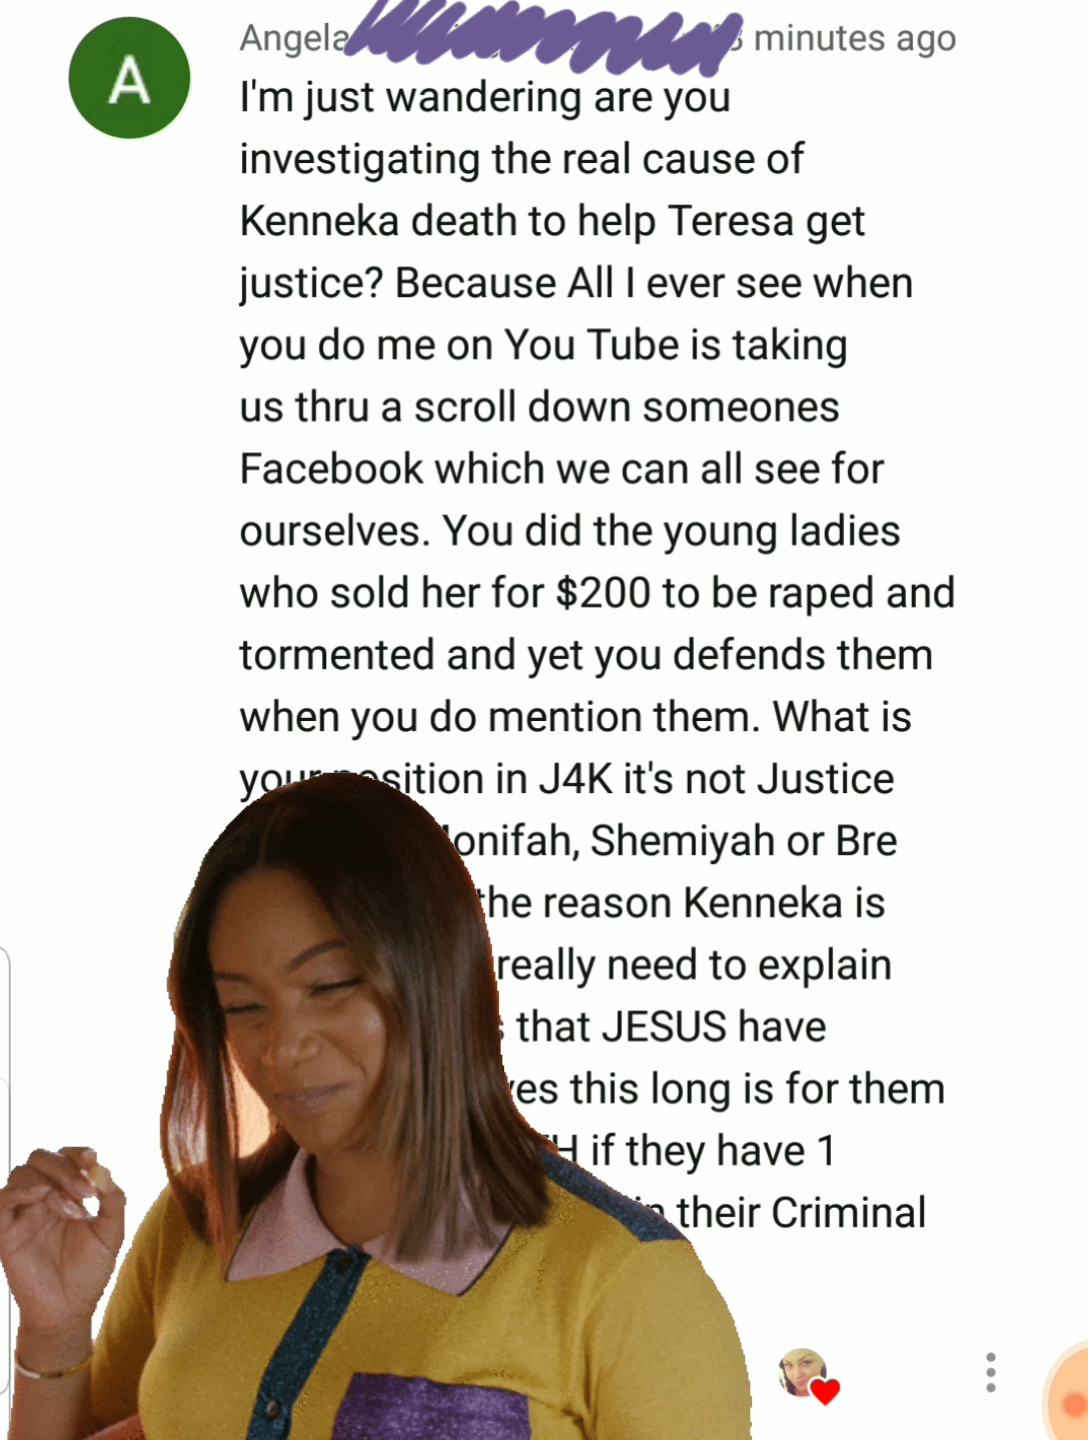 A
Angela minutes ago
I'm just wandering are you
investigating the real cause of
Kenneka death to help Teresa get
justice? Because All I ever see when
you do me on You Tube is taking
us thru a scroll down someones
Facebook which we can all see for
ourselves. You did the young ladies
who sold her for $200 to be raped and
tormented and yet you defends them
when you do mention them. What is
your position in J4K it's not Justice
Shemiyah or Bre
the reason Kenneka is
really need to explain
that JESUS have
this long is for them
if they have 1
their Criminal